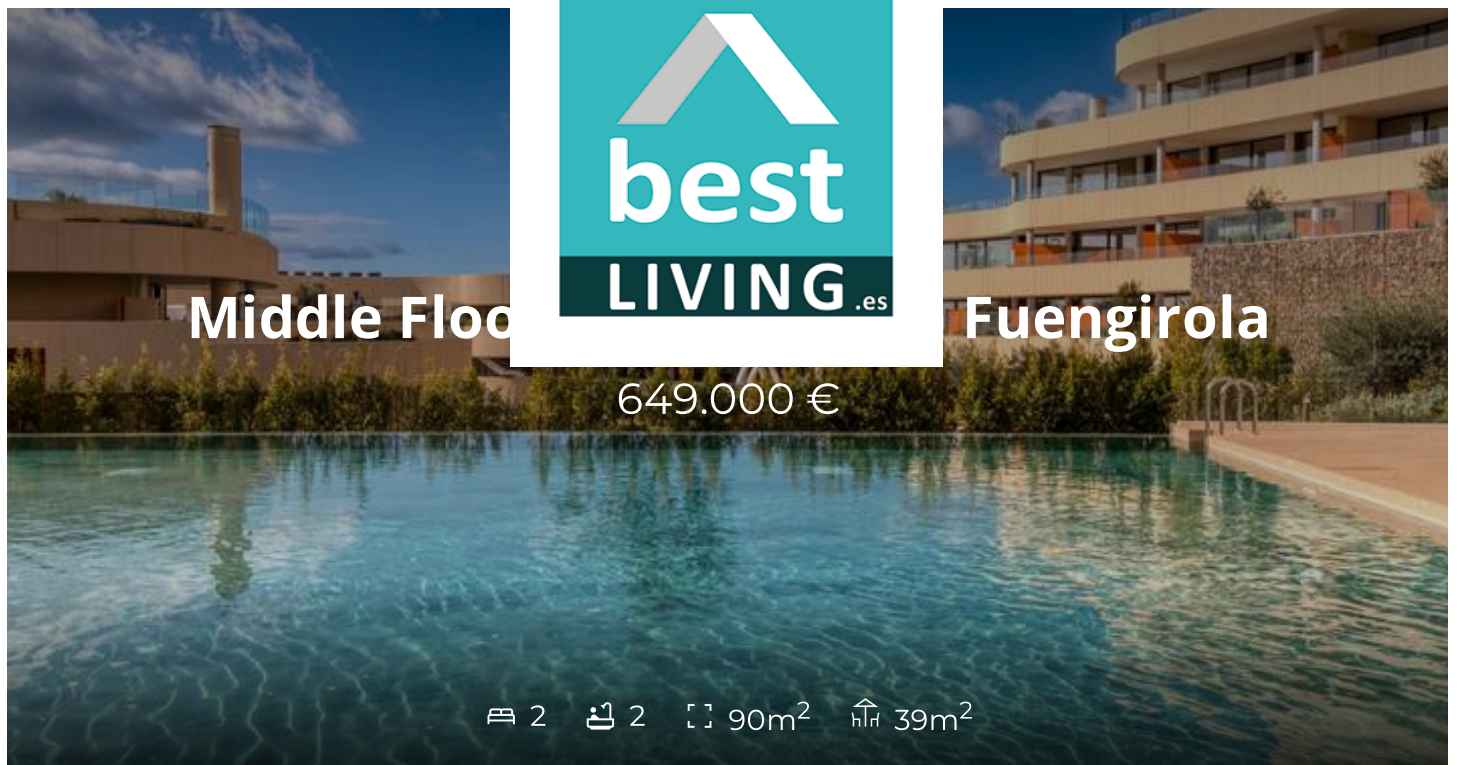 best
LIVING.es
Middle Floo Fuengirola
649.000 €
2 2 90m² 39m²